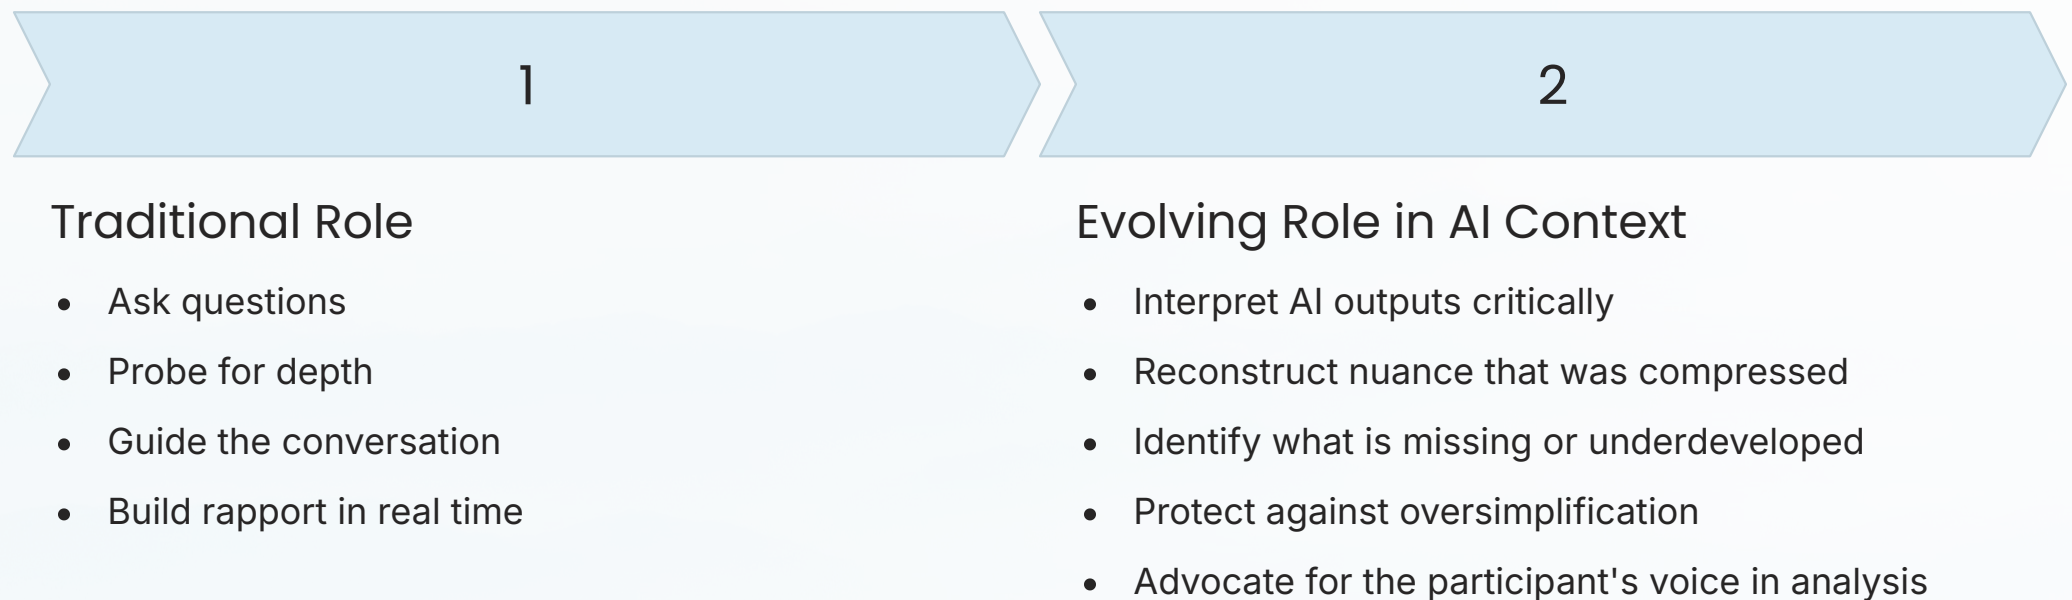 1
2
Traditional Role
• Ask questions
• Probe for depth
• Guide the conversation
• Build rapport in real time
Evolving Role in AI Context
• Interpret AI outputs critically
• Reconstruct nuance that was compressed
• Identify what is missing or underdeveloped
• Protect against oversimplification
• Advocate for the participant's voice in analysis